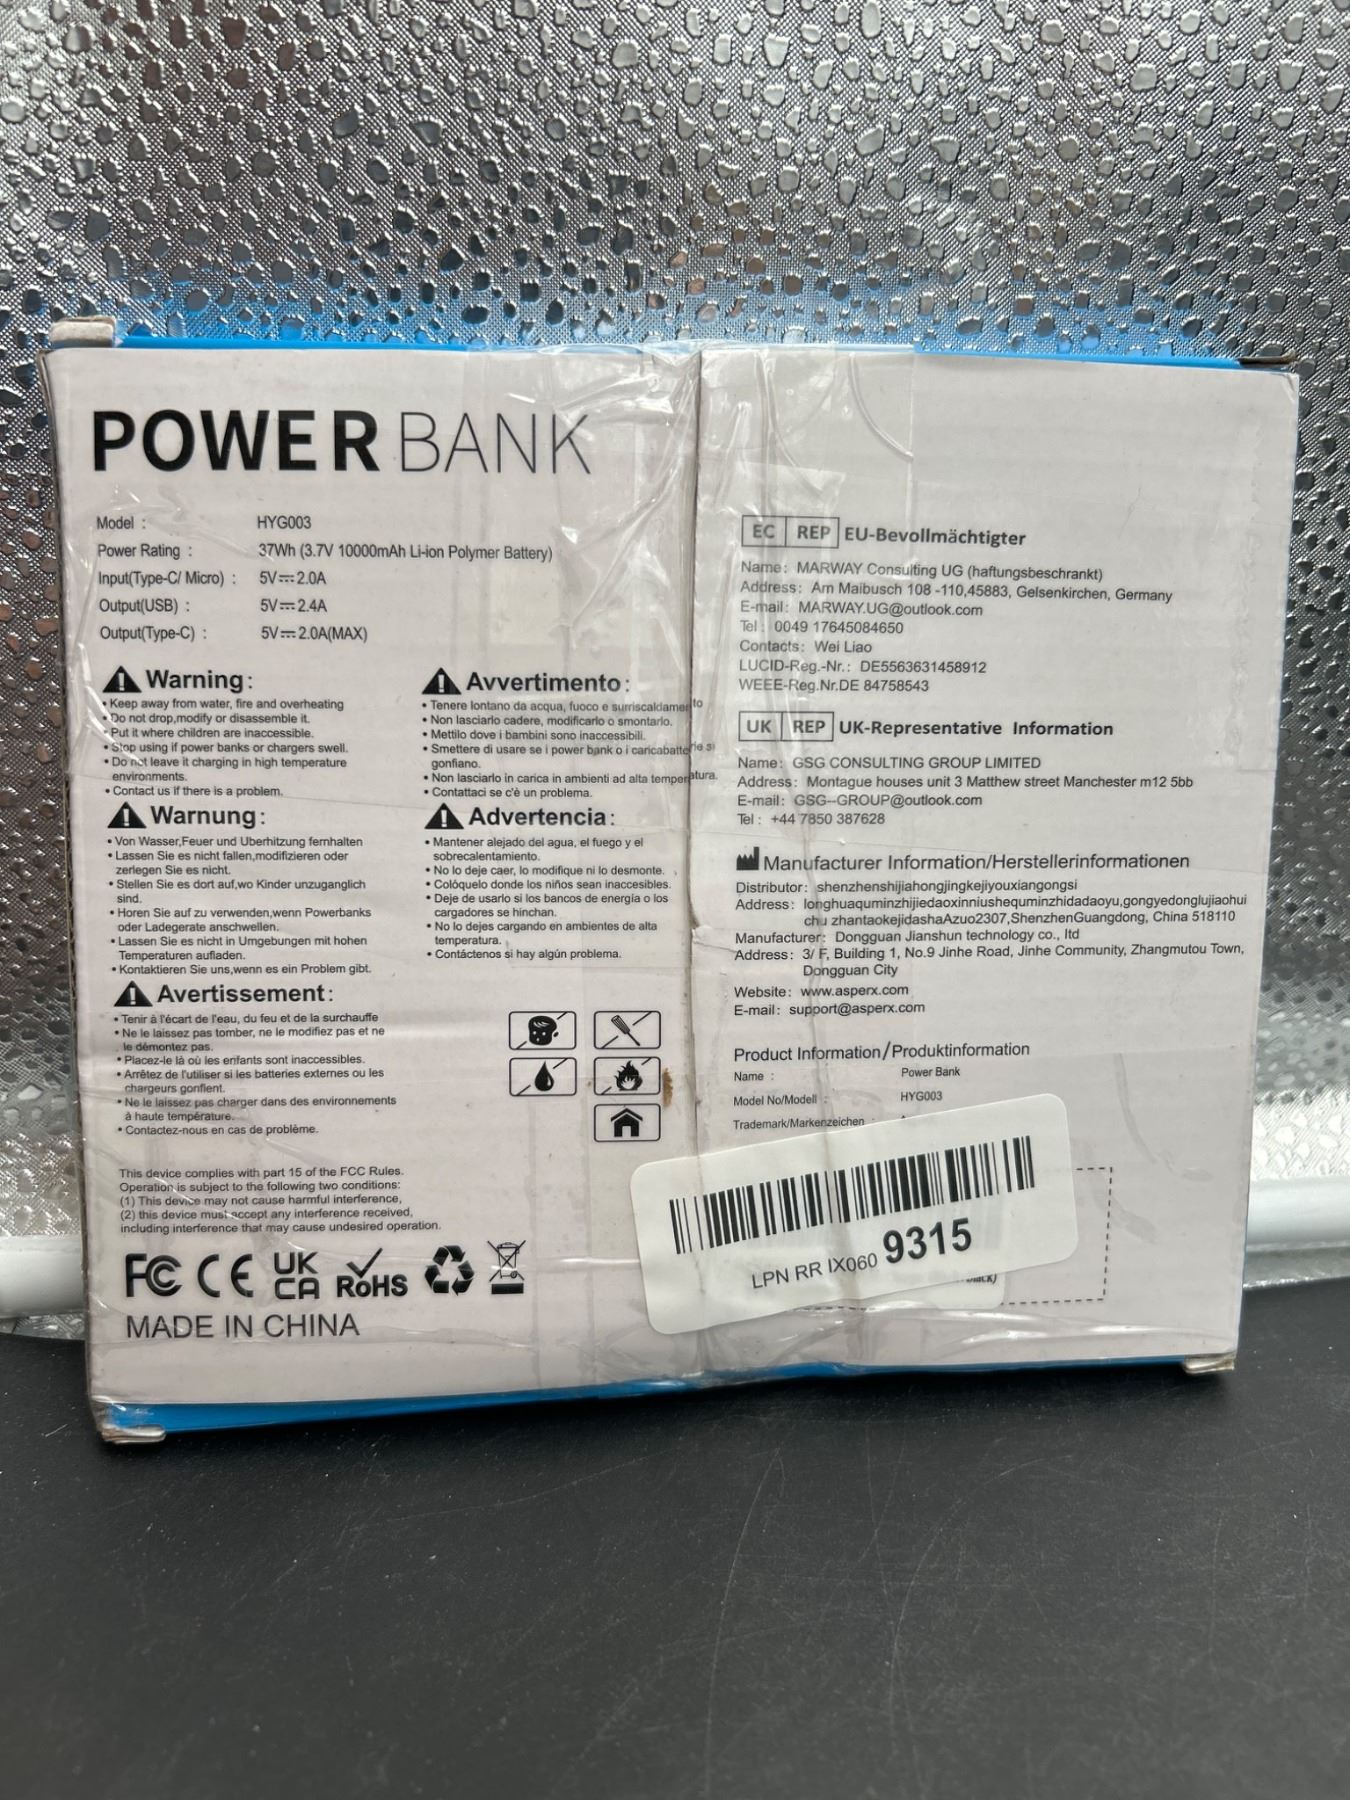 POWER BANK
Model : HYG003
Power Rating : 37Wh (3.7V 10000mAh Li-ion Polymer Battery)
Input(Type-C/ Micro) : 5V⎓2.0A
Output(USB) : 5V⎓2.4A
Output(Type-C) : 5V⎓2.0A(MAX)
Warning:
• Keep away from water, fire and overheating
• Do not drop,modify or disassemble it.
• Put it where children are inaccessible.
• Stop using if power banks or chargers swell.
• Do not leave it charging in high temperature
environments.
• Contact us if there is a problem.
Warnung:
• Von Wasser,Feuer und Uberhitzung fernhalten
• Lassen Sie es nicht fallen,modifizieren oder
zerlegen Sie es nicht.
• Stellen Sie es dort auf,wo Kinder unzuganglich
sind.
• Horen Sie auf zu verwenden,wenn Powerbanks
oder Ladegerate anschwellen.
• Lassen Sie es nicht in Umgebungen mit hohen
Temperaturen aufladen.
• Kontaktieren Sie uns,wenn es ein Problem gibt.
Avertissement:
• Tenir à l'écart de l'eau, du feu et de la surchauffe
• Ne le laissez pas tomber, ne le modifiez pas et ne
le démontez pas.
• Placez-le là où les enfants sont inaccessibles.
• Arrêtez de l'utiliser si les batteries externes ou les
chargeurs gonflent.
• Ne le laissez pas charger dans des environnements
à haute température.
• Contactez-nous en cas de problème.
Avvertimento:
• Tenere lontano da acqua, fuoco e surriscaldamento
• Non lasciarlo cadere, modificarlo o smontarlo.
• Mettilo dove i bambini sono inaccessibili.
• Smettere di usare se i power bank o i caricabatterie si
gonfiano.
• Non lasciarlo in carica in ambienti ad alta temperatura.
• Contattaci se c'è un problema.
Advertencia:
• Mantener alejado del agua, el fuego y el
sobrecalentamiento.
• No lo deje caer, lo modifique ni lo desmonte.
• Colóquelo donde los niños sean inaccesibles.
• Deje de usarlo si los bancos de energía o los
cargadores se hinchan.
• No lo dejes cargando en ambientes de alta
temperatura.
• Contáctenos si hay algún problema.
This device complies with part 15 of the FCC Rules.
Operation is subject to the following two conditions:
(1) This device may not cause harmful interference,
(2) this device must accept any interference received,
including interference that may cause undesired operation.
FC CE UK CA RoHS
MADE IN CHINA
EC REP EU-Bevollmächtigter
Name: MARWAY Consulting UG (haftungsbeschrankt)
Address: Am Maibusch 108 -110,45883, Gelsenkirchen, Germany
E-mail: MARWAY.UG@outlook.com
Tel: 0049 17645084650
Contacts: Wei Liao
LUCID-Reg.-Nr.: DE5563631458912
WEEE-Reg.Nr.DE 84758543
UK REP UK-Representative Information
Name: GSG CONSULTING GROUP LIMITED
Address: Montague houses unit 3 Matthew street Manchester m12 5bb
E-mail: GSG--GROUP@outlook.com
Tel: +44 7850 387628
Manufacturer Information/Herstellerinformationen
Distributor: shenzhenshijiahongjingkejiyouxiangongsi
Address: longhuaquminzhijiedaoxinniushequminzhidadaoyu,gongyedonglujiaohui
chu zhantaokejidashaAzuo2307,ShenzhenGuangdong, China 518110
Manufacturer: Dongguan Jianshun technology co., ltd
Address: 3/ F, Building 1, No.9 Jinhe Road, Jinhe Community, Zhangmutou Town,
Dongguan City
Website: www.asperx.com
E-mail: support@asperx.com
Product Information/Produktinformation
Name : Power Bank
Model No/Modell : HYG003
Trademark/Markenzeichen :
LPN RR IX060 9315